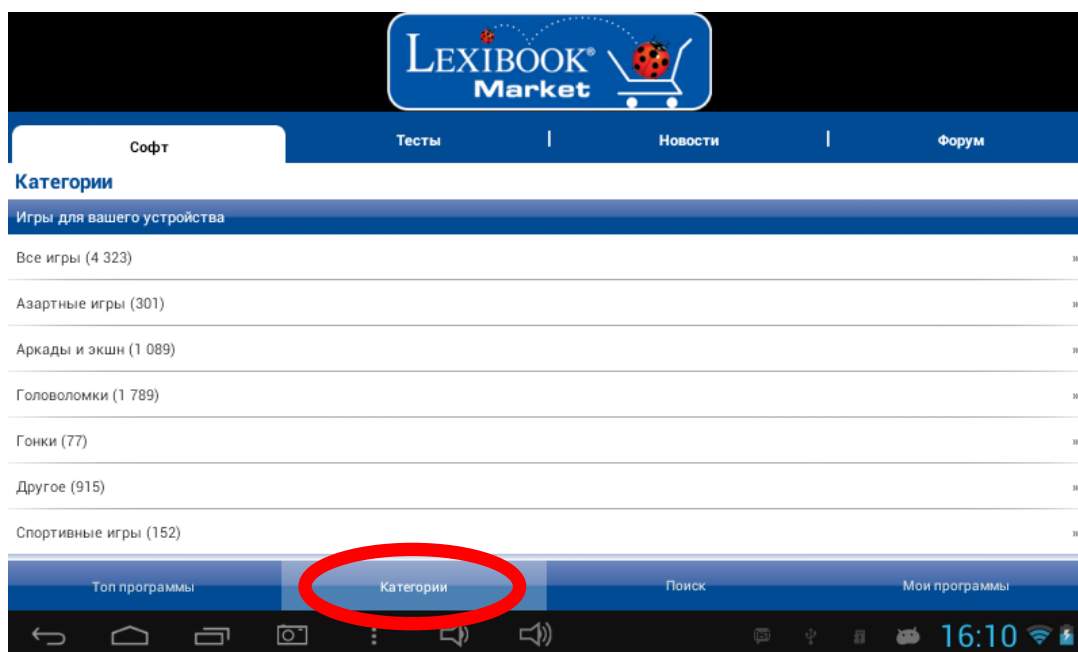 LEXIBOOK®
Market
Софт
Тесты
Новости
Форум
Категории
Игры для вашего устройства
Все игры (4 323)
Азартные игры (301)
Аркады и экшн (1 089)
Головоломки (1 789)
Гонки (77)
Другое (915)
Спортивные игры (152)
Топ программы
Категории
Поиск
Мои программы
16:10